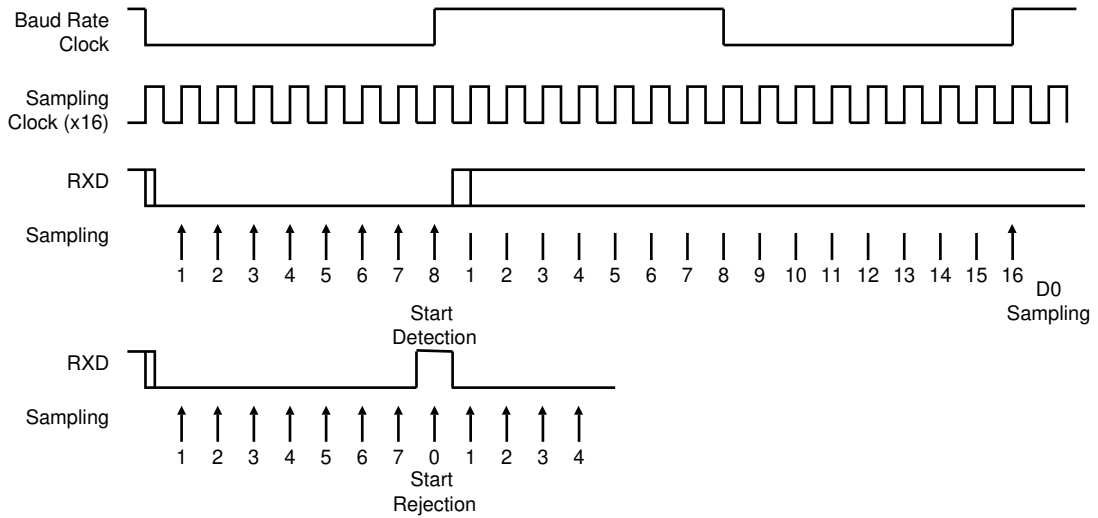 Baud Rate
Clock
Sampling
Clock (x16)
RXD
Sampling
1 2 3 4 5 6 7 8 1 2 3 4 5 6 7 8 9 10 11 12 13 14 15 16
D0
Sampling
Start
Detection
RXD
Sampling
1 2 3 4 5 6 7 0 1 2 3 4
Start
Rejection